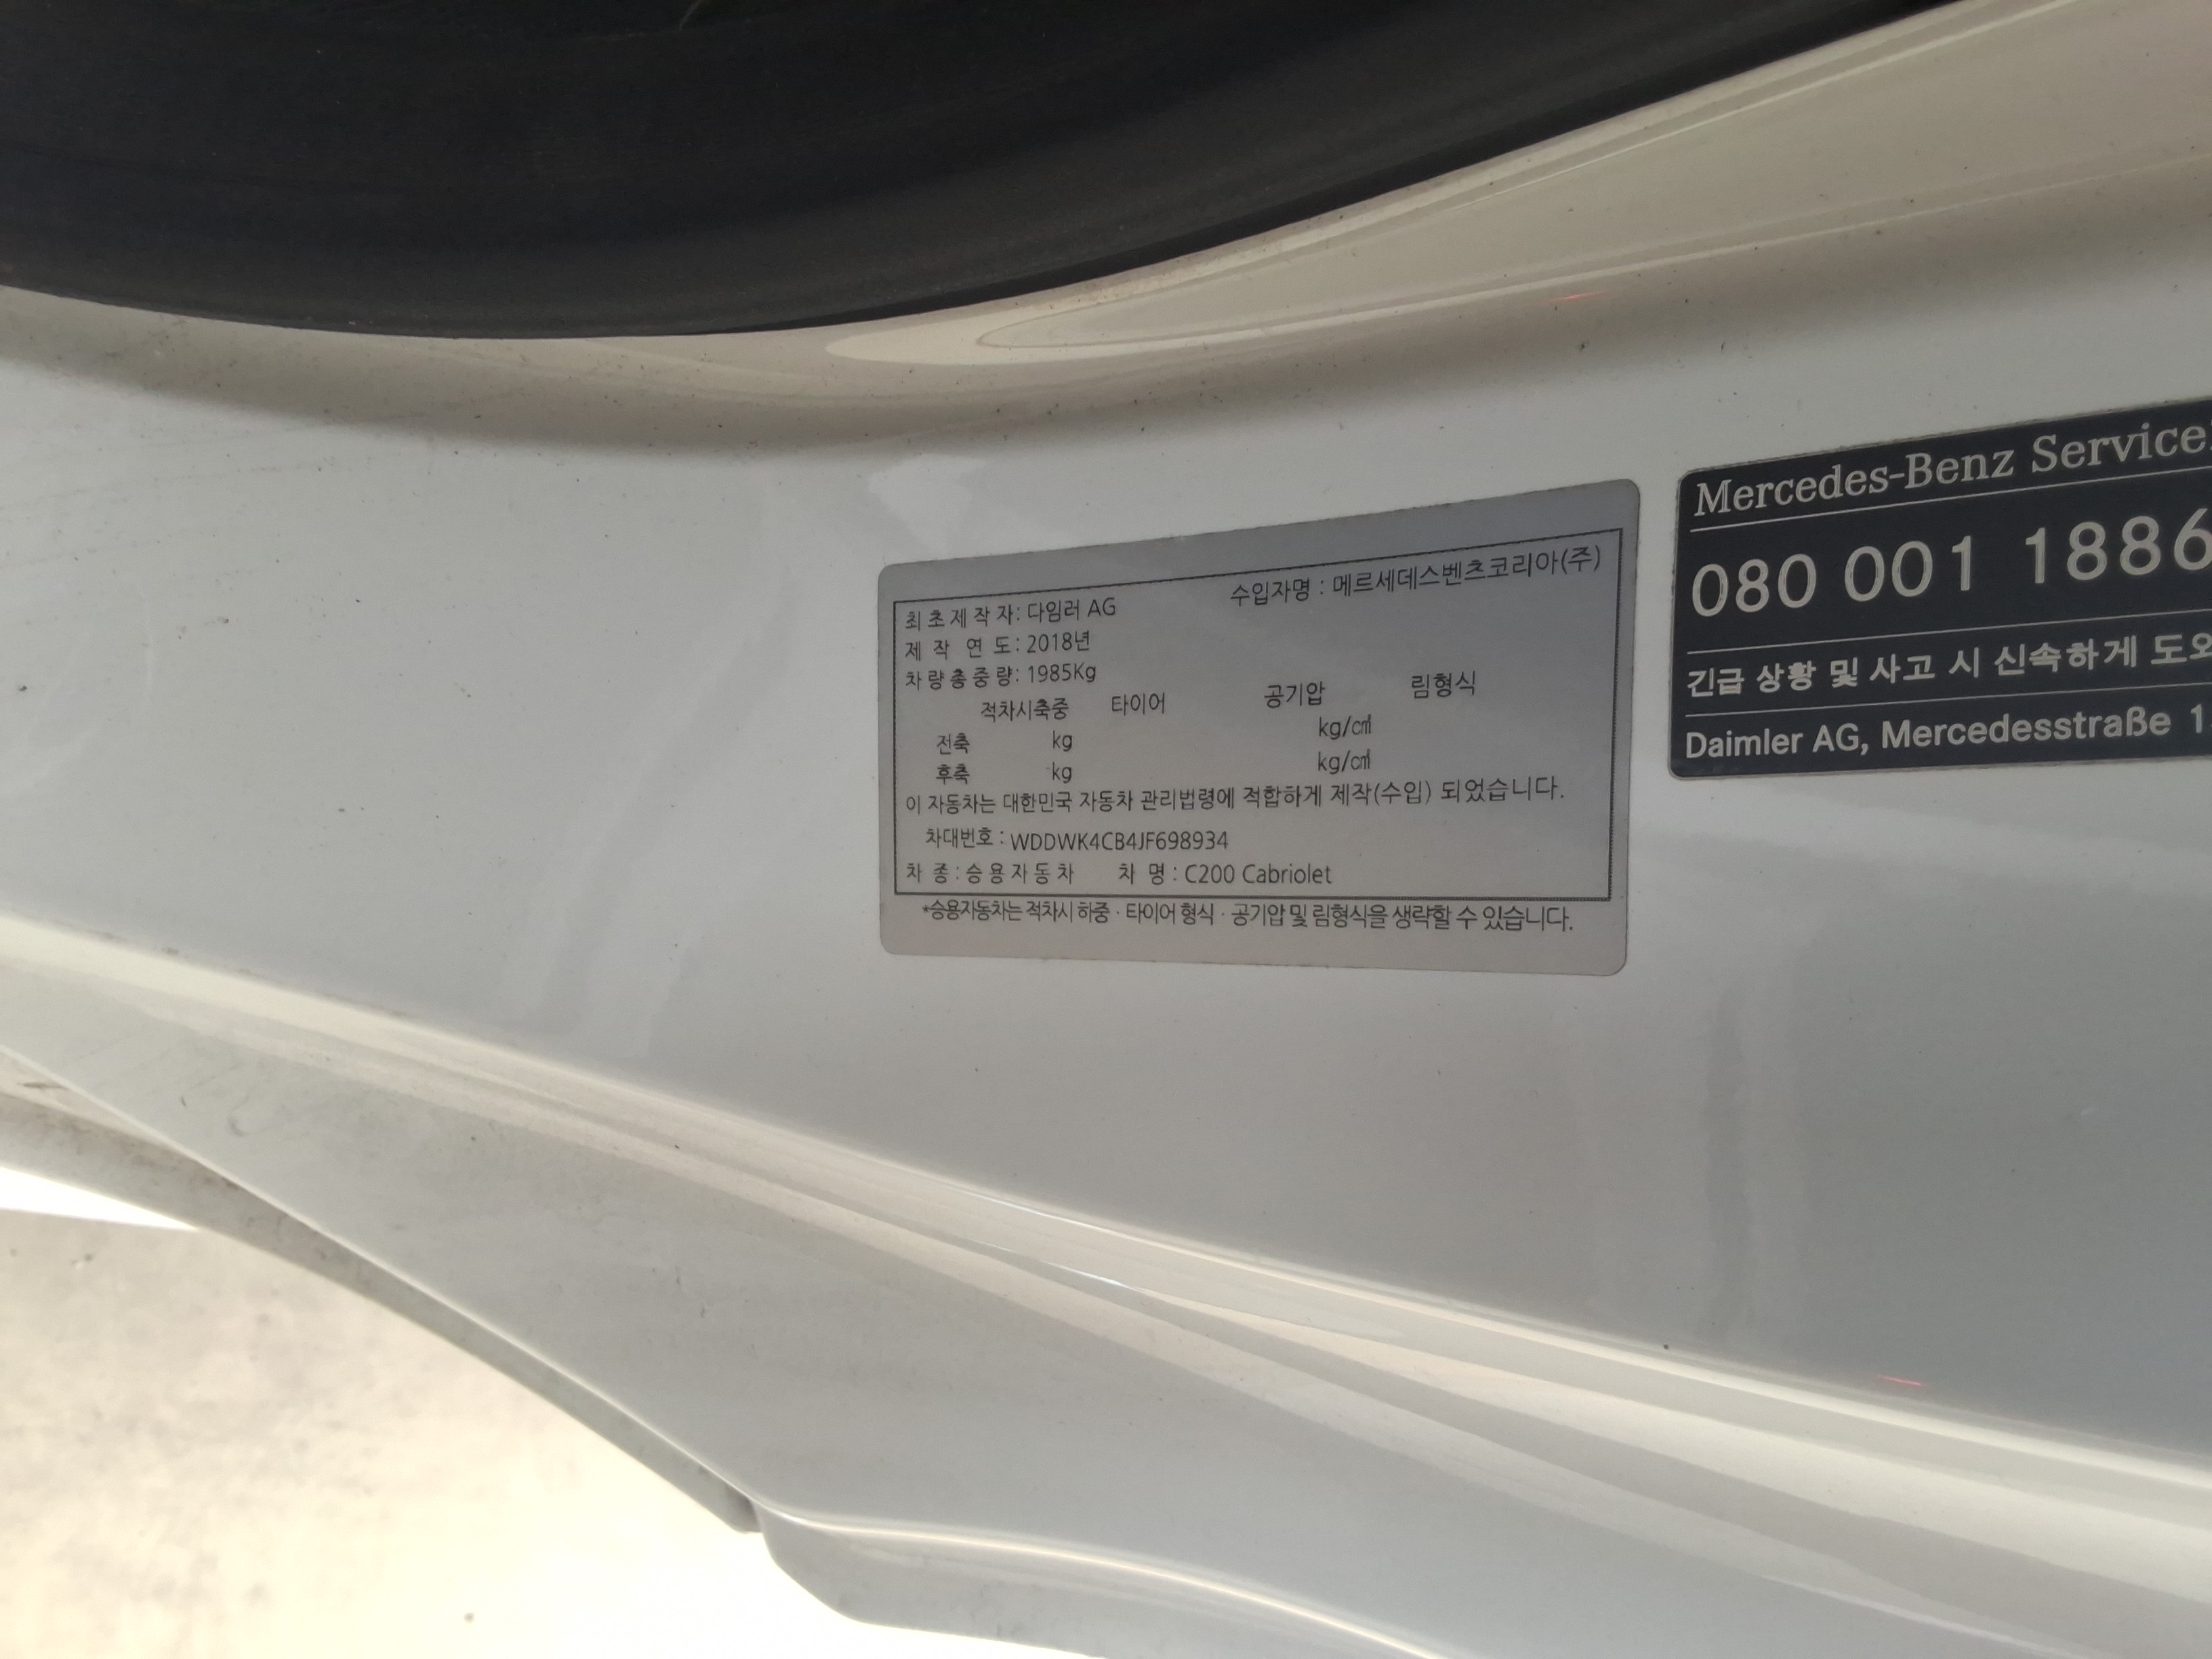 최초제작자: 다임러 AG 수입자명 : 메르세데스벤츠코리아(주)
제 작 연 도: 2018년
차량총중량: 1985Kg
적차시축중 타이어 공기압 림형식
전축 kg kg/㎠
후축 kg kg/㎠
이 자동차는 대한민국 자동차 관리법령에 적합하게 제작(수입) 되었습니다.
차대번호 : WDDWK4CB4JF698934
차 종 : 승용자동차 차 명 : C200 Cabriolet
*승용자동차는 적차시 하중 · 타이어 형식 · 공기압 및 림형식을 생략할 수 있습니다.
Mercedes-Benz Service
080 001 1886
긴급 상황 및 사고 시 신속하게
Daimler AG, Mercedesstraße